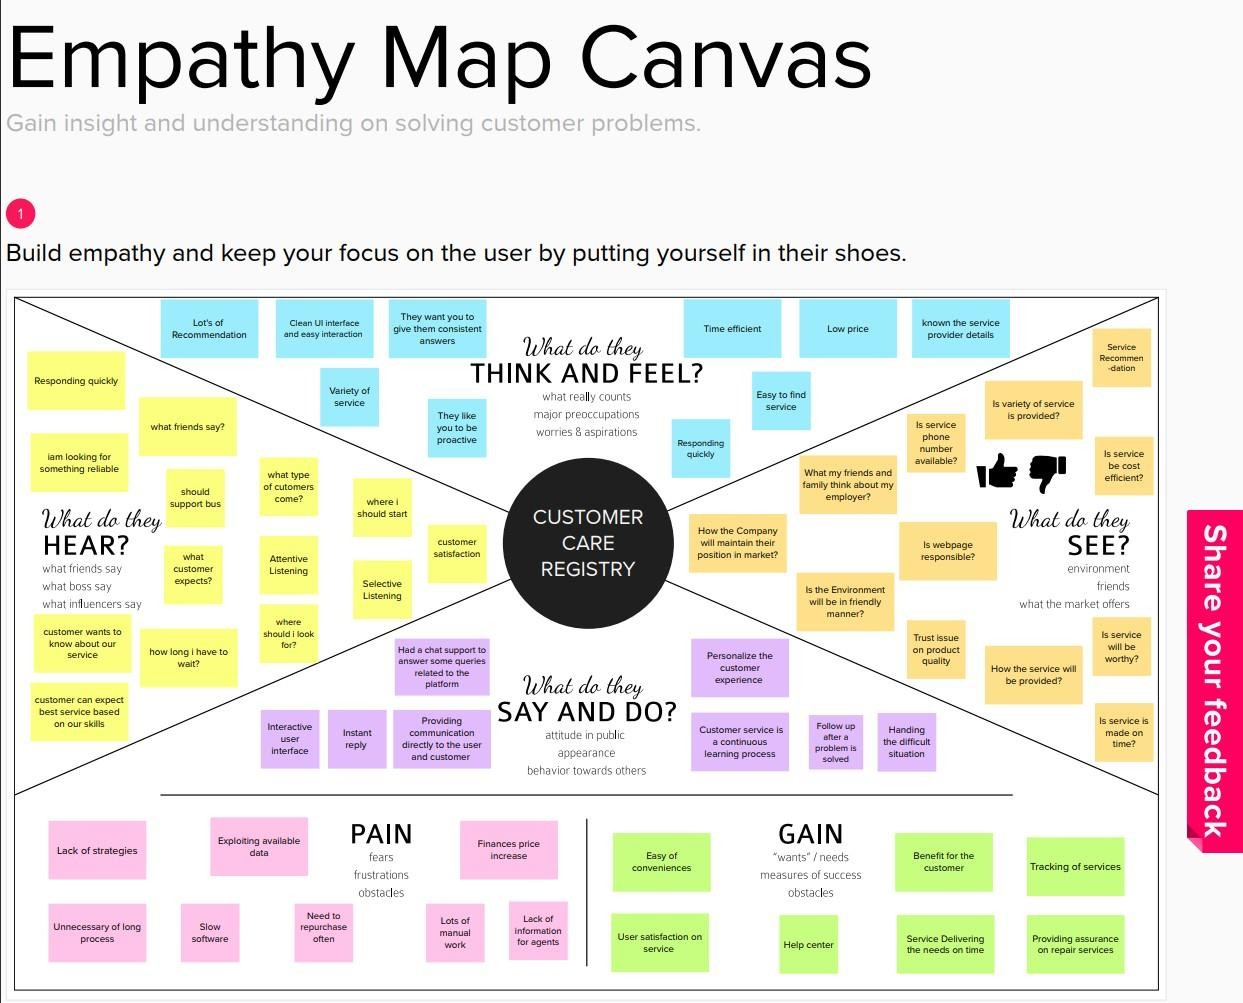 Empathy Map Canvas
Gain insight and understanding on solving customer problems.
1
Build empathy and keep your focus on the user by putting yourself in their shoes.
Lot's of
Recommendation
Clean UI interface
and easy interaction
They want you to
give them consistent
answers
Variety of
service
They like
you to be
proactive
What do they
THINK AND FEEL?
what really counts
major preoccupations
worries & aspirations
Time efficient
Low price
known the service
provider details
Easy to find
service
Responding
quickly
Responding quickly
what friends say?
iam looking for
something reliable
should
support bus
what type
of cutomers
come?
where i
should start
What do they
HEAR?
what friends say
what boss say
what influencers say
what
customer
expects?
Attentive
Listening
customer
satisfaction
Selective
Listening
customer wants to
know about our
service
how long i have to
wait?
where
should i look
for?
customer can expect
best service based
on our skills
CUSTOMER
CARE
REGISTRY
Service
Recommen
-dation
Is variety of service
is provided?
Is service
phone
number
available?
Is service
be cost
efficient?
What my friends and
family think about my
employer?
How the Company
will maintain their
position in market?
Is webpage
responsible?
What do they
SEE?
environment
friends
what the market offers
Is the Environment
will be in friendly
manner?
Trust issue
on product
quality
How the service will
be provided?
Is service
will be
worthy?
Is service is
made on
time?
Had a chat support to
answer some queries
related to the
platform
Interactive
user
interface
Instant
reply
Providing
communication
directly to the user
and customer
What do they
SAY AND DO?
attitude in public
appearance
behavior towards others
Personalize the
customer
experience
Customer service is
a continuous
learning process
Follow up
after a
problem is
solved
Handing
the difficult
situation
Lack of strategies
Exploiting available
data
PAIN
fears
frustrations
obstacles
Finances price
increase
Unnecessary of long
process
Slow
software
Need to
repurchase
often
Lots of
manual
work
Lack of
information
for agents
Easy of
conveniences
GAIN
"wants" / needs
measures of success
obstacles
Benefit for the
customer
Tracking of services
User satisfaction on
service
Help center
Service Delivering
the needs on time
Providing assurance
on repair services
Share your feedback